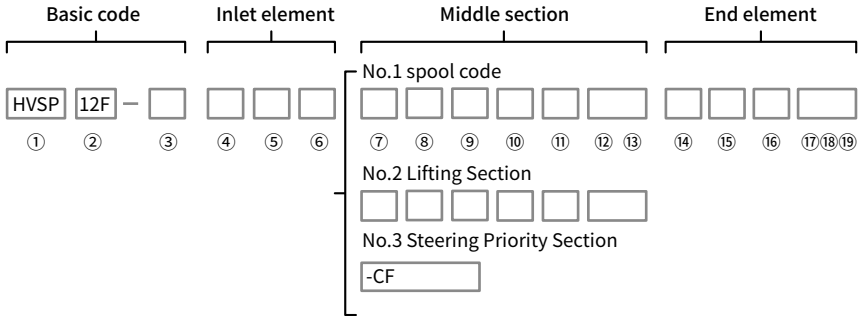 Basic code Inlet element Middle section End element
No.1 spool code
HVSP 12F –
① ② ③ ④ ⑤ ⑥ ⑦ ⑧ ⑨ ⑩ ⑪ ⑫ ⑬ ⑭ ⑮ ⑯ ⑰⑱⑲
No.2 Lifting Section
No.3 Steering Priority Section
-CF